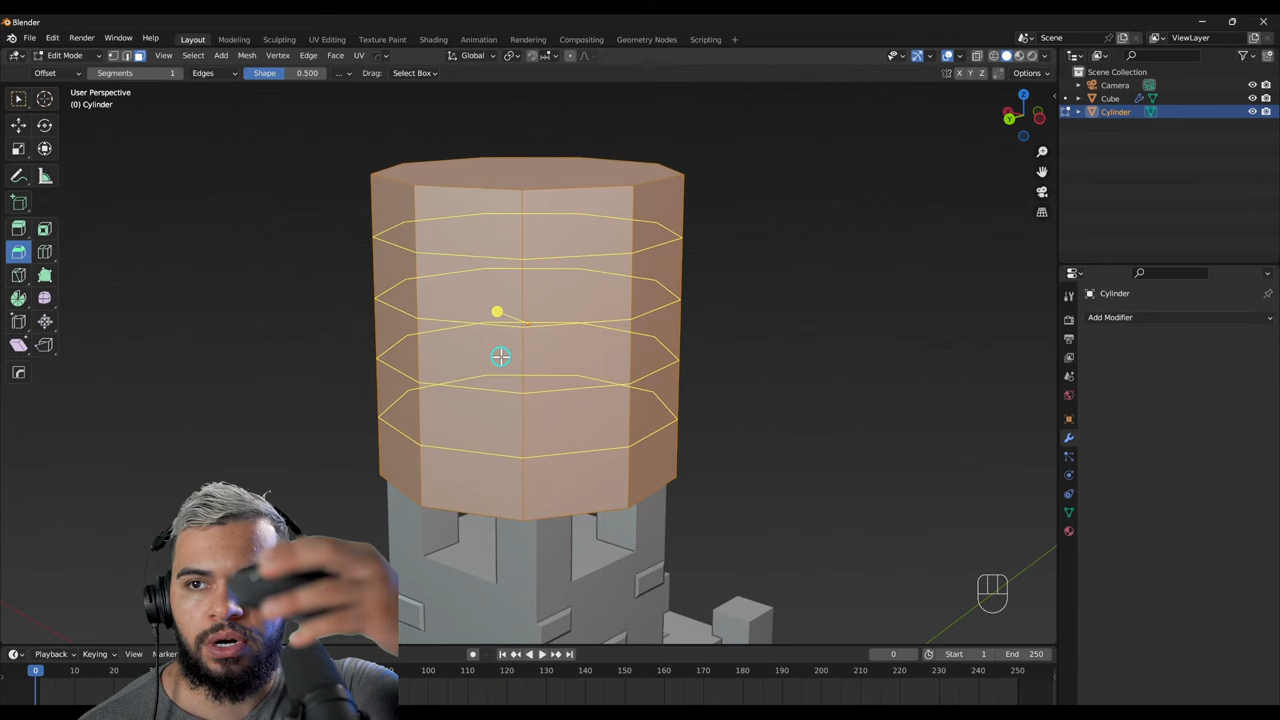 Blender
File Edit Render Window Help Layout Modeling Sculpting UV Editing Texture Paint Shading Animation Rendering Compositing Geometry Nodes Scripting + Scene ViewLayer
Edit Mode View Select Add Mesh Vertex Edge Face UV Global
Offset Segments 1 Edges Shape 0.500 ... Drag: Select Box X Y Z Options
Scene Collection
Camera
Cube
Cylinder
User Perspective
(0) Cylinder
Z
Y
Cylinder
Add Modifier
Playback Keying View Marker 0 Start 1 End 250
0 10 20 100 110 120 130 140 150 160 170 180 190 200 210 220 230 240 250